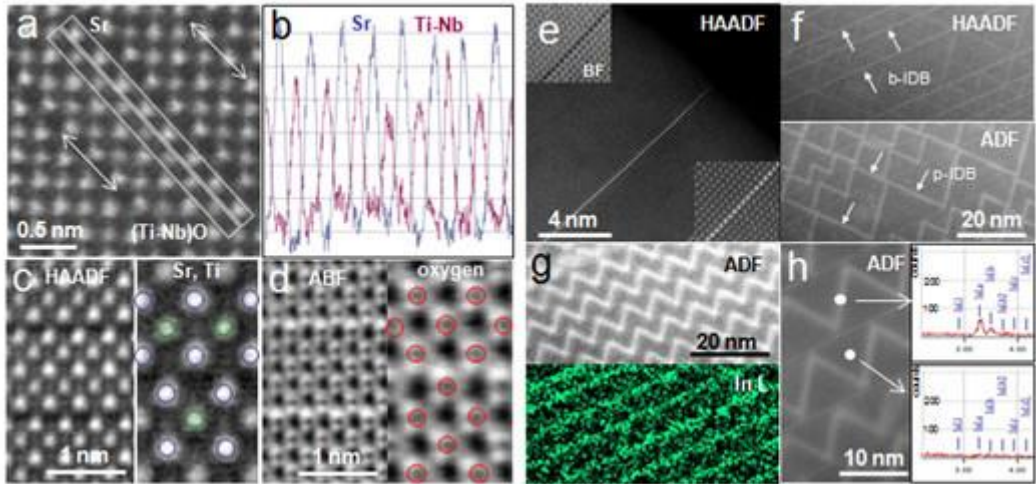 a
Sr
(Ti-Nb)O
0.5 nm
b
Sr
Ti-Nb
c
HAADF
Sr, Ti
1 nm
d
ABF
oxygen
1 nm
e
HAADF
BF
4 nm
f
HAADF
b-IDB
ADF
p-IDB
20 nm
g
ADF
20 nm
In L
h
ADF
10 nm
200
100
200
100